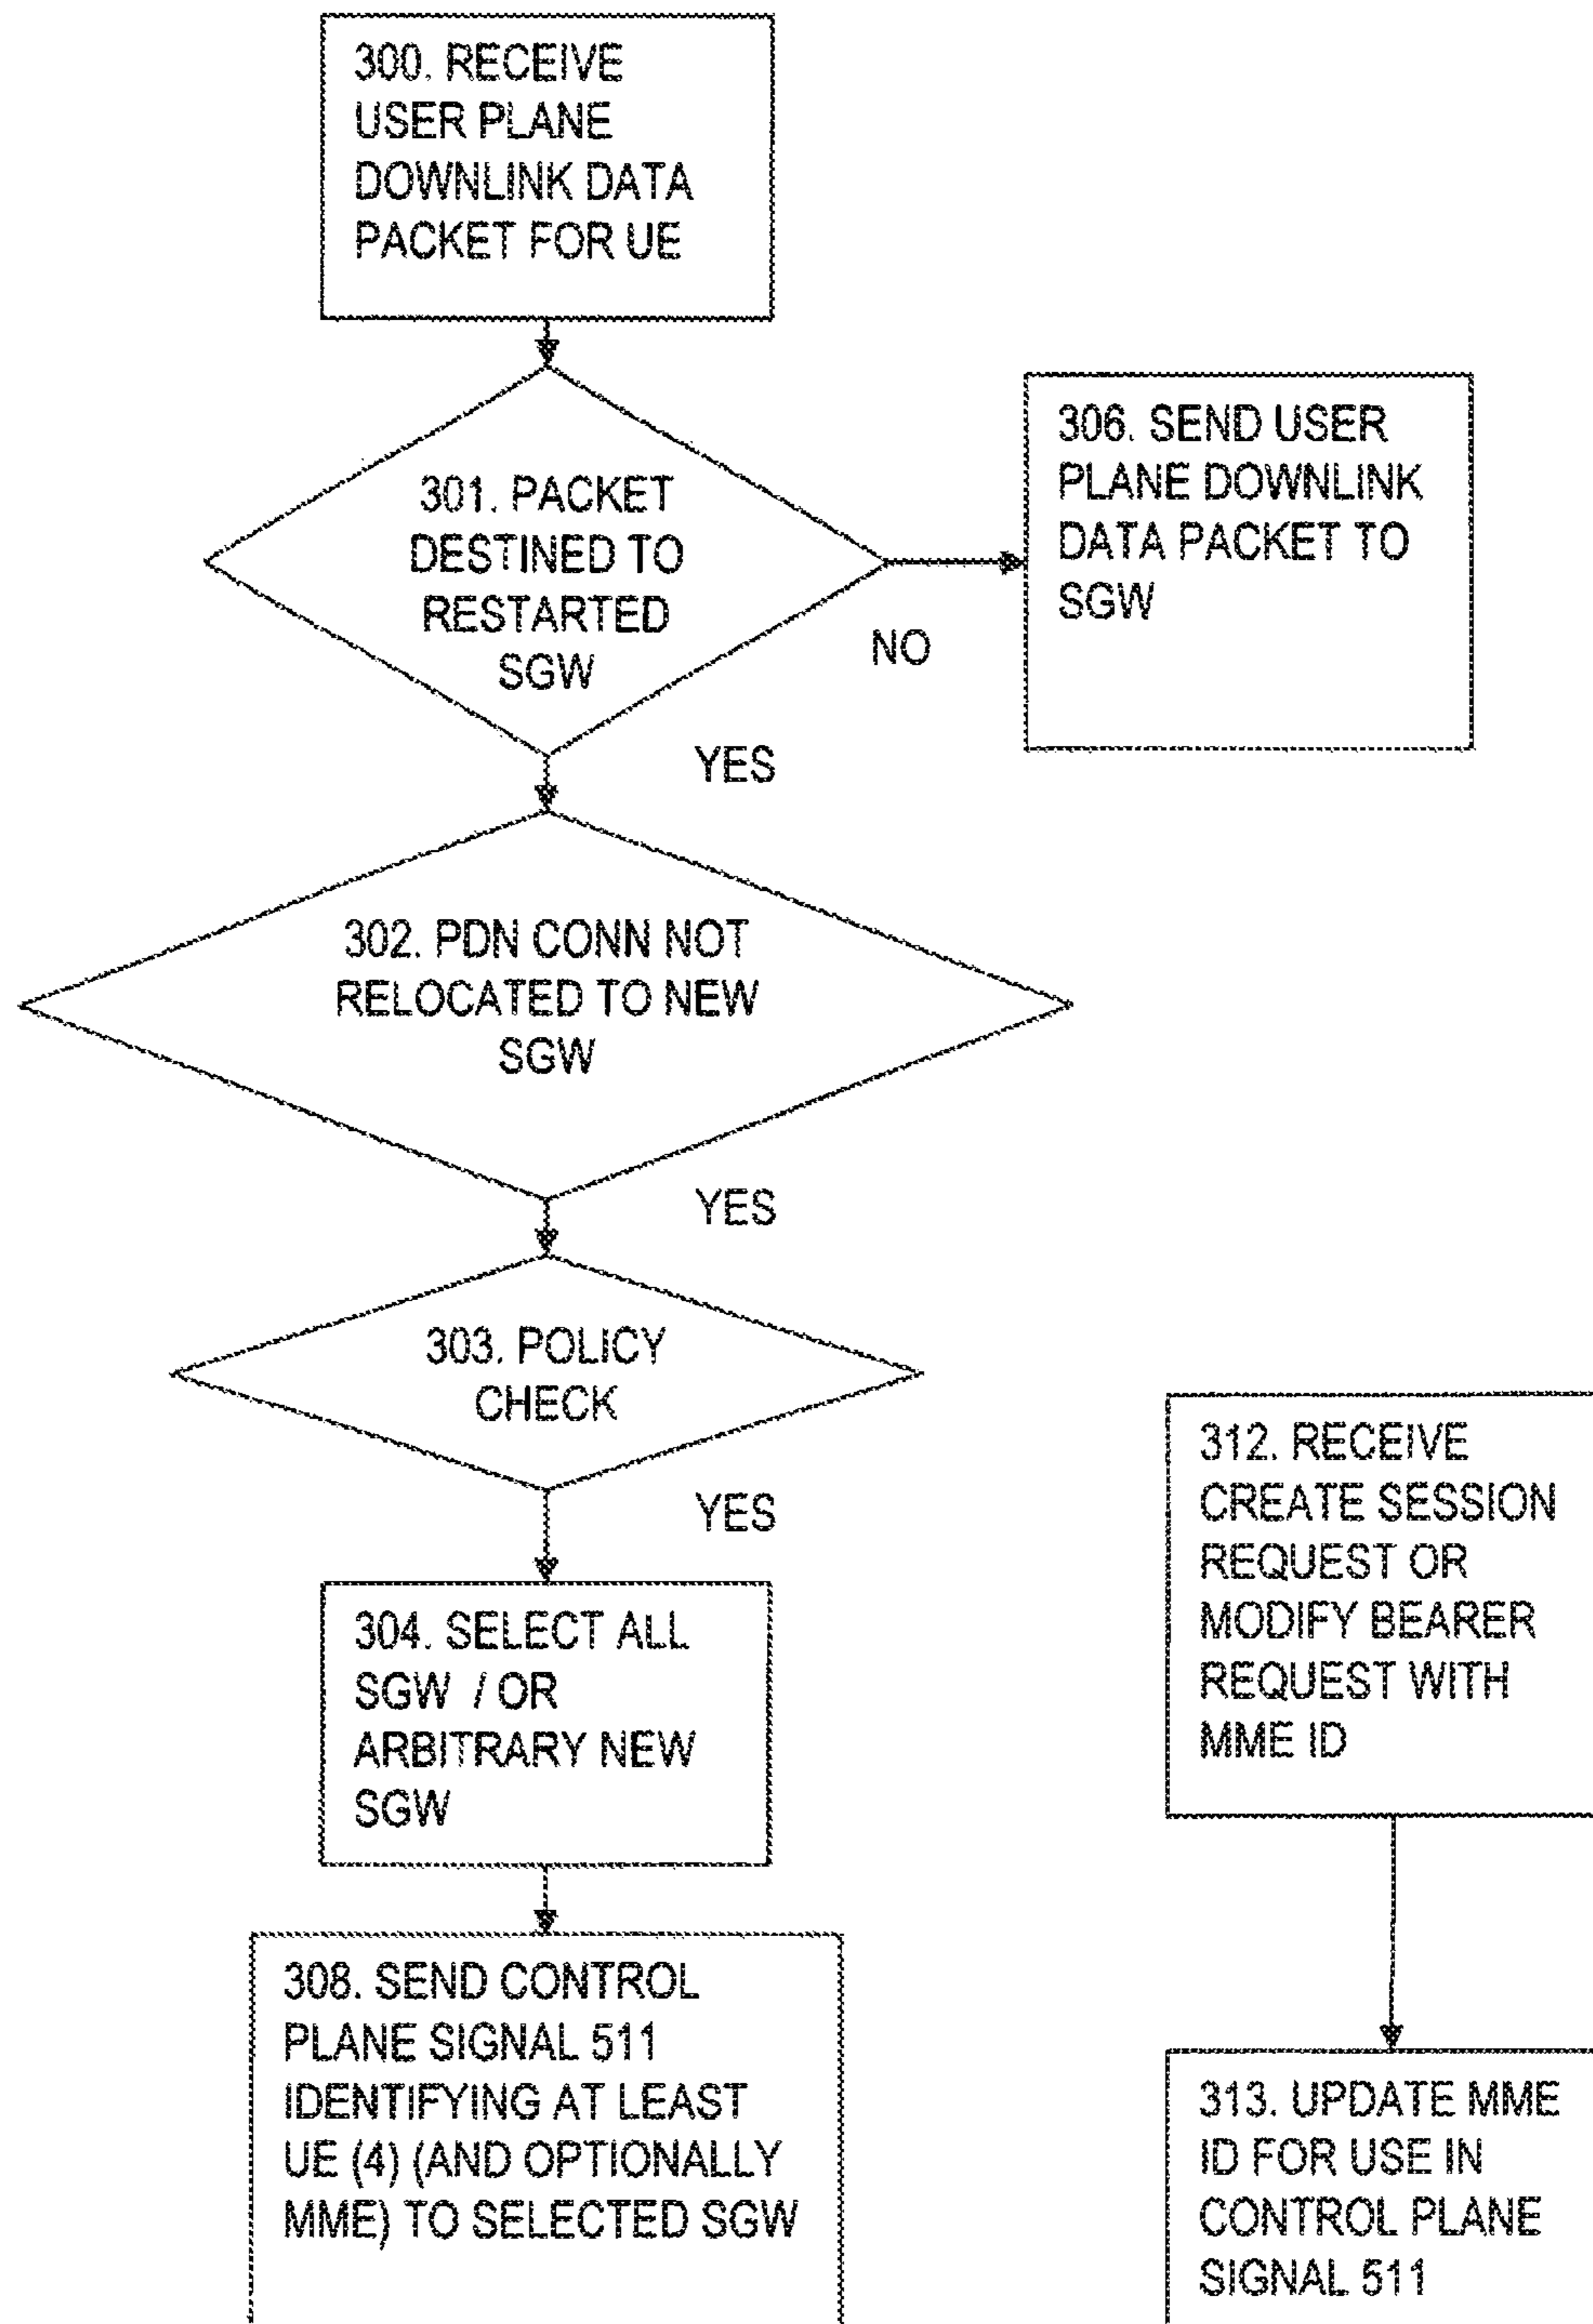 300. RECEIVE
USER PLANE
DOWNLINK DATA
PACKET FOR UE
301. PACKET
DESTINED TO
RESTARTED
SGW
NO
306. SEND USER
PLANE DOWNLINK
DATA PACKET TO
SGW
YES
302. PDN CONN NOT
RELOCATED TO NEW
SGW
YES
303. POLICY
CHECK
YES
304. SELECT ALL
SGW / OR
ARBITRARY NEW
SGW
308. SEND CONTROL
PLANE SIGNAL 511
IDENTIFYING AT LEAST
UE (4) (AND OPTIONALLY
MME) TO SELECTED SGW
312. RECEIVE
CREATE SESSION
REQUEST OR
MODIFY BEARER
REQUEST WITH
MME ID
313. UPDATE MME
ID FOR USE IN
CONTROL PLANE
SIGNAL 511